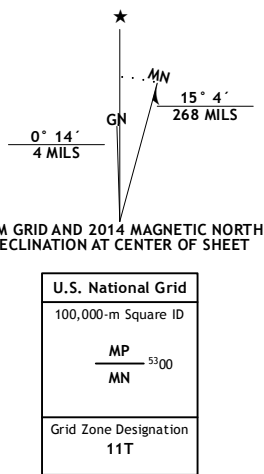 ★
MN
GN
15° 4´
268 MILS
0° 14´
4 MILS
M GRID AND 2014 MAGNETIC NORTH
ECLINATION AT CENTER OF SHEET
U.S. National Grid
100,000-m Square ID
MP
5300
MN
Grid Zone Designation
11T